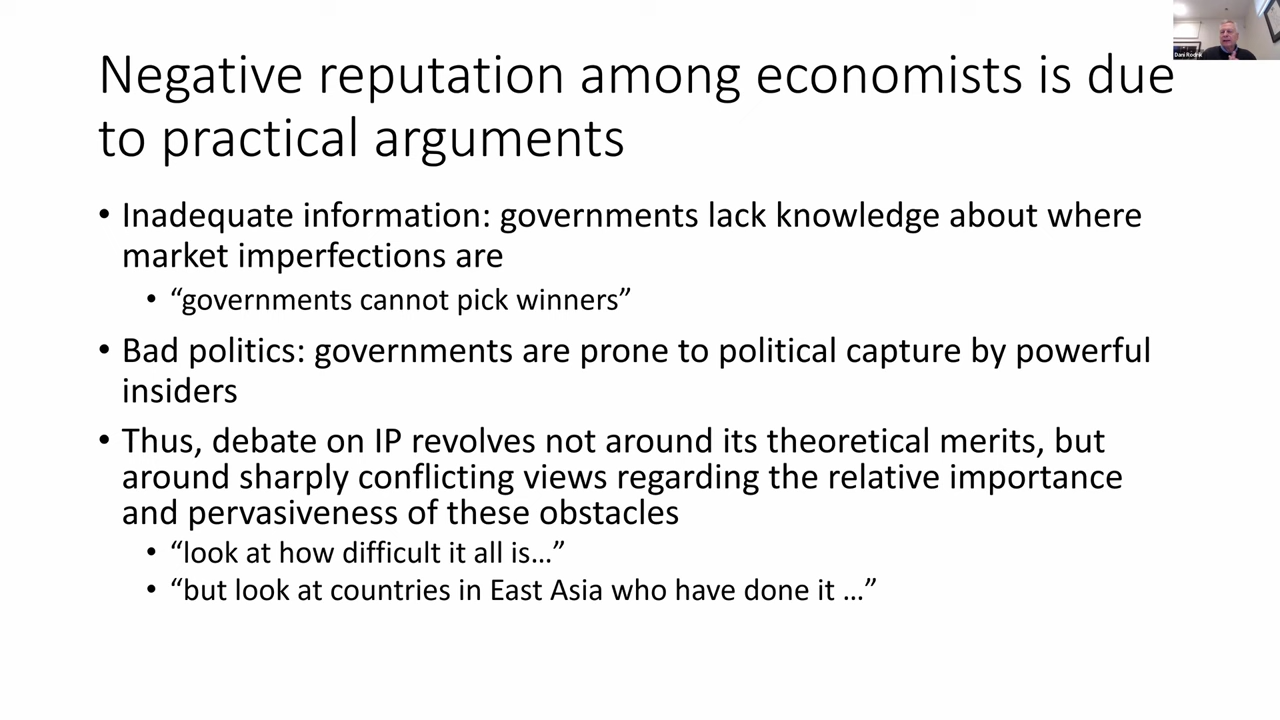 Negative reputation among economists is due
to practical arguments
• Inadequate information: governments lack knowledge about where
market imperfections are
• “governments cannot pick winners”
• Bad politics: governments are prone to political capture by powerful
insiders
• Thus, debate on IP revolves not around its theoretical merits, but
around sharply conflicting views regarding the relative importance
and pervasiveness of these obstacles
• “look at how difficult it all is…”
• “but look at countries in East Asia who have done it …”
Dani Rodrik